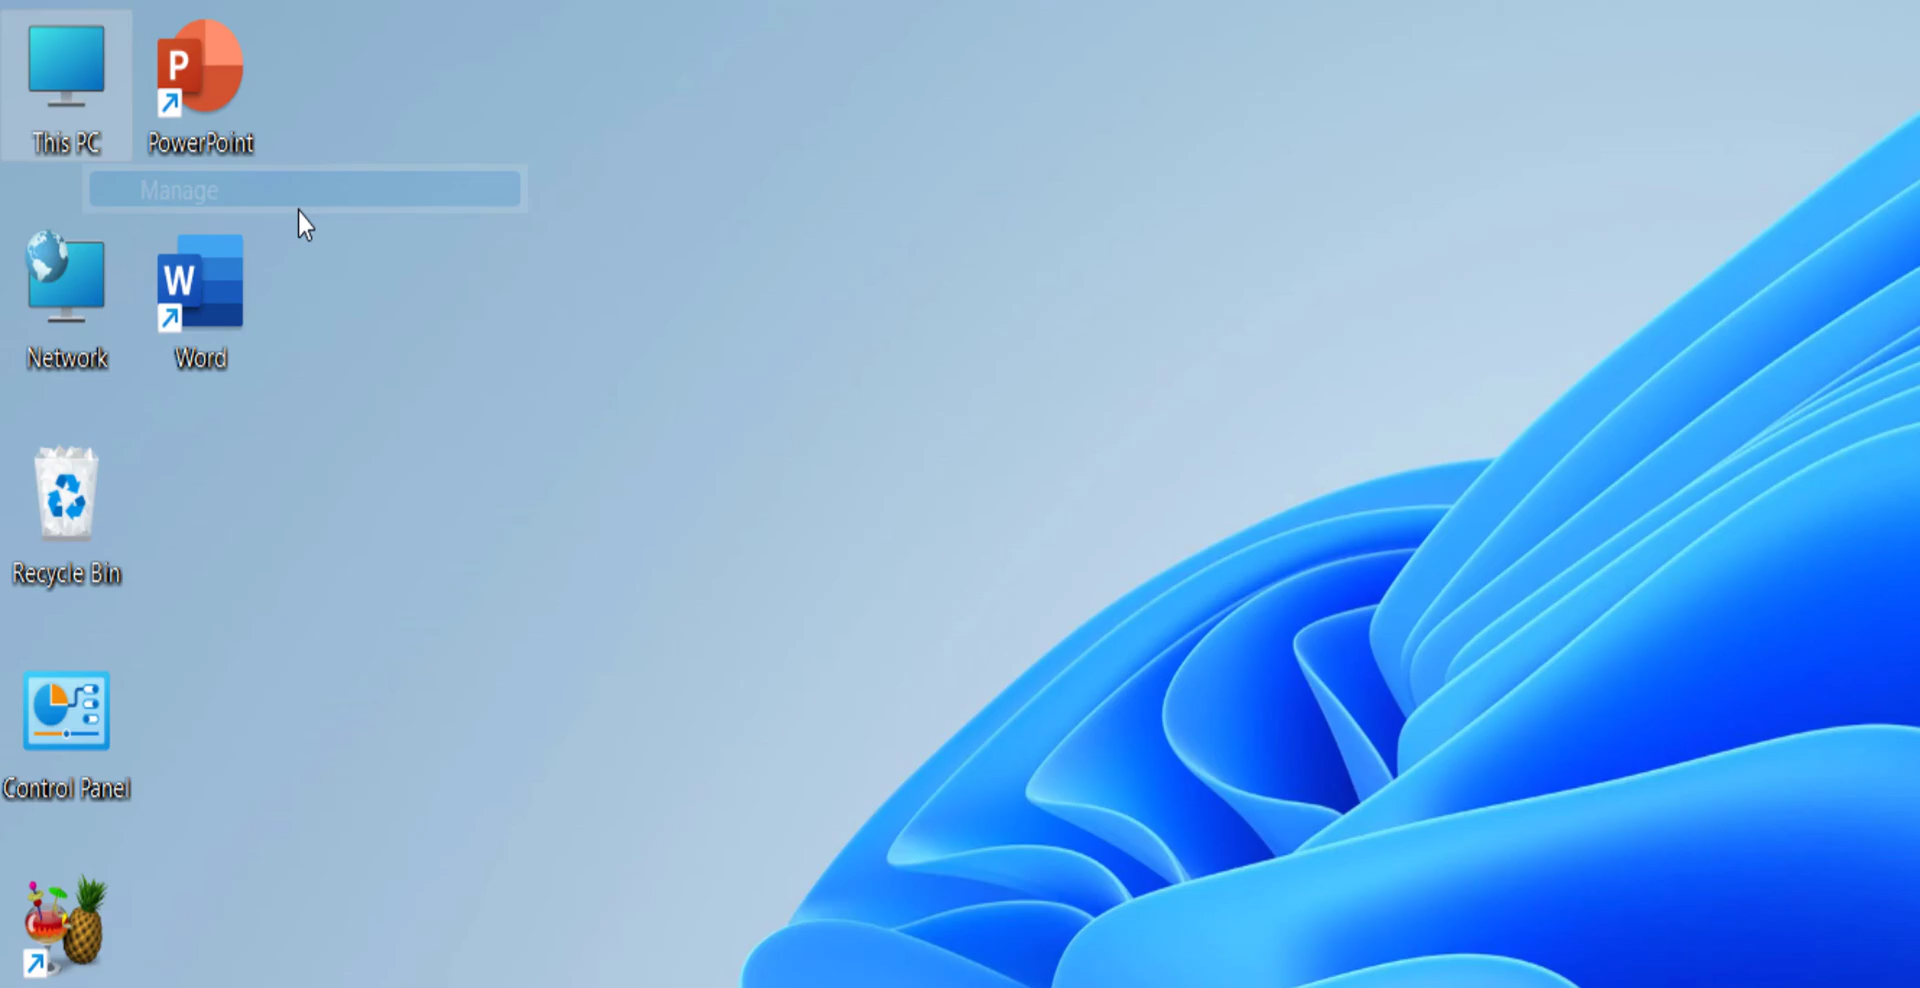 This PC
P
PowerPoint
Manage
Network
W
Word
Recycle Bin
Control Panel